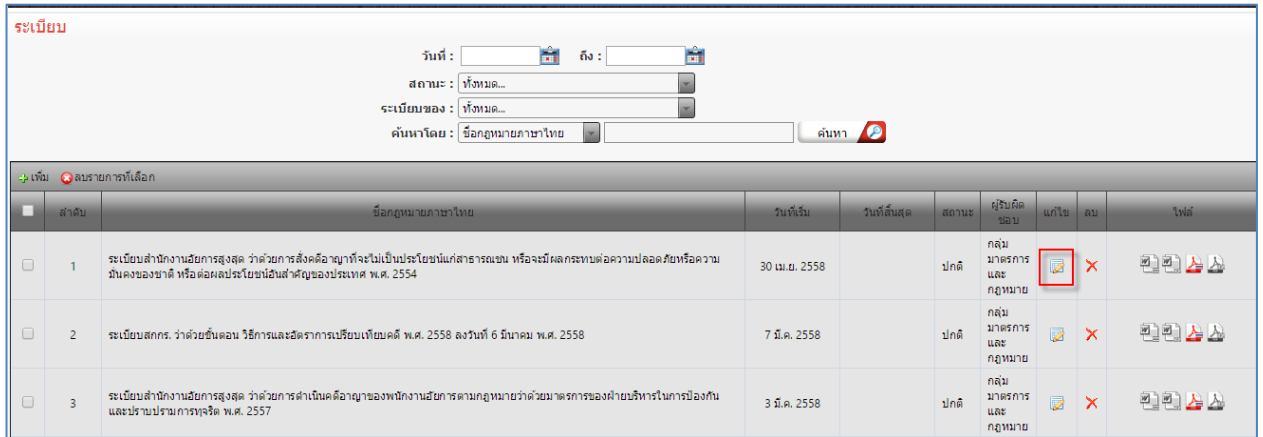 ระเบียบ
วันที่ : ถึง :
สถานะ : ทั้งหมด...
ระเบียบของ : ทั้งหมด...
ค้นหาโดย : ชื่อกฎหมายภาษาไทย ค้นหา
เพิ่ม ลบรายการที่เลือก
ลำดับ ชื่อกฎหมายภาษาไทย วันที่เริ่ม วันที่สิ้นสุด สถานะ ผู้รับผิด แก้ไข ลบ ไฟล์
ชอบ
1 ระเบียบสำนักงานอัยการสูงสุด ว่าด้วยการสั่งคดีอาญาที่จะไม่เป็นประโยชน์แก่สาธารณชน หรือจะมีผลกระทบต่อความปลอดภัยหรือความ
มั่นคงของชาติ หรือต่อผลประโยชน์อันสำคัญของประเทศ พ.ศ. 2554
30 เม.ย. 2558 ปกติ
กลุ่ม
มาตรการ
และ
กฎหมาย
2 ระเบียบสกกร. ว่าด้วยขั้นตอน วิธีการและอัตราการเปรียบเทียบคดี พ.ศ. 2558 ลงวันที่ 6 มีนาคม พ.ศ. 2558
7 มี.ค. 2558 ปกติ
กลุ่ม
มาตรการ
และ
กฎหมาย
3 ระเบียบสำนักงานอัยการสูงสุด ว่าด้วยการดำเนินคดีอาญาของพนักงานอัยการตามกฎหมายว่าด้วยมาตรการของฝ่ายบริหารในการป้องกัน
และปราบปรามการทุจริต พ.ศ. 2557
3 มี.ค. 2558 ปกติ
กลุ่ม
มาตรการ
และ
กฎหมาย